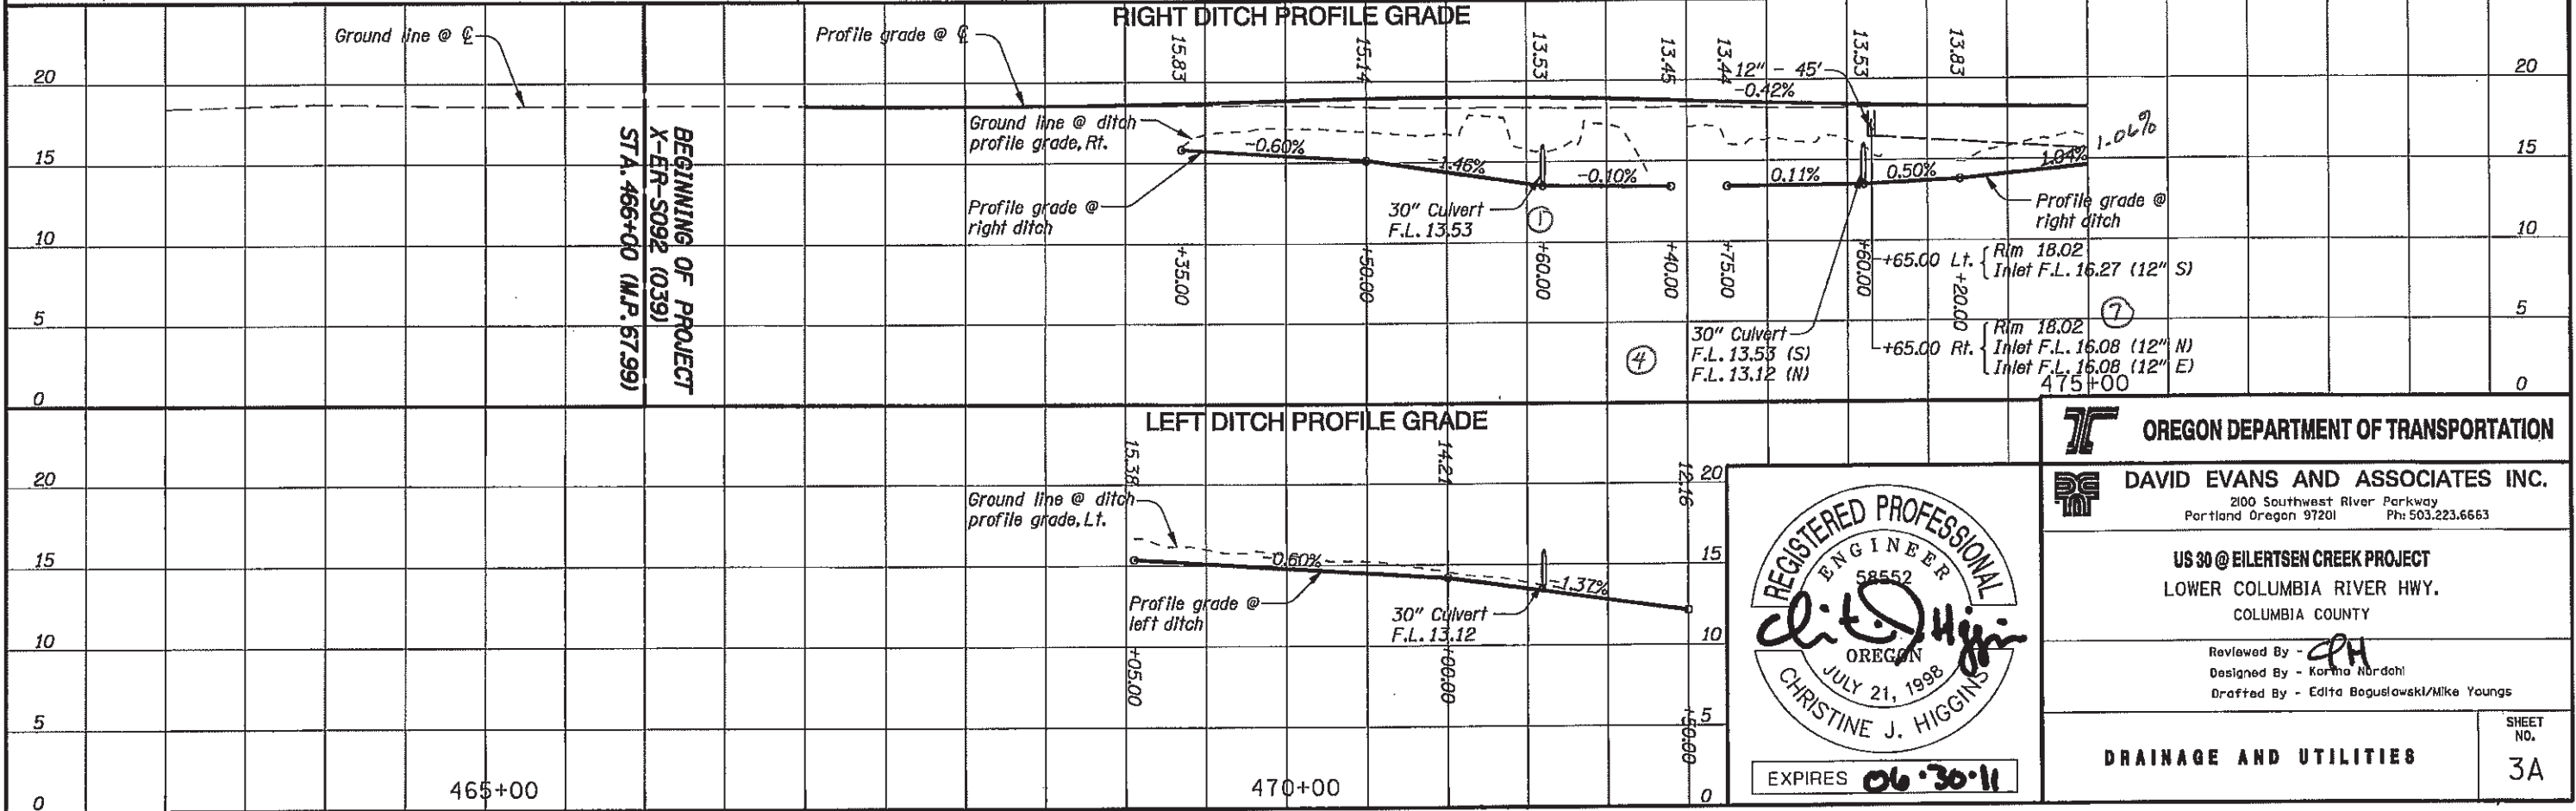 RIGHT DITCH PROFILE GRADE
Ground line @ ℄
Profile grade @ ℄
15.83
15.14
13.53
13.45
13.44
13.53
13.83
12" - 45'
-0.42%
20
20
Ground line @ ditch
profile grade, Rt.
-0.60%
-1.46%
-0.10%
0.11%
0.50%
1.04%
1.06%
15
15
BEGINNING OF PROJECT
X-ER-S092 (039)
STA. 466+00 (M.P. 67.99)
Profile grade @
right ditch
30" Culvert
F.L. 13.53
1
Profile grade @
right ditch
10
10
+35.00
+50.00
+60.00
+40.00
+75.00
+60.00
+20.00
+65.00 Lt.
Rim 18.02
Inlet F.L. 16.27 (12" S)
7
5
5
4
30" Culvert
F.L. 13.53 (S)
F.L. 13.12 (N)
+65.00 Rt.
Rim 18.02
Inlet F.L. 16.08 (12" N)
Inlet F.L. 16.08 (12" E)
475+00
0
0
LEFT DITCH PROFILE GRADE
15.38
14.21
12.16
20
20
Ground line @ ditch
profile grade, Lt.
15
15
-0.60%
-1.37%
Profile grade @
left ditch
30" Culvert
F.L. 13.12
10
10
+05.00
+00.00
+50.00
5
5
465+00
470+00
0
0
REGISTERED PROFESSIONAL
ENGINEER
58552
OREGON
JULY 21, 1998
CHRISTINE J. HIGGINS
EXPIRES 06·30·11
OREGON DEPARTMENT OF TRANSPORTATION
DAVID EVANS AND ASSOCIATES INC.
2100 Southwest River Parkway
Portland Oregon 97201 Ph: 503.223.6663
US 30 @ EILERTSEN CREEK PROJECT
LOWER COLUMBIA RIVER HWY.
COLUMBIA COUNTY
Reviewed By - CJH
Designed By - Karina Nordahl
Drafted By - Edita Boguslawski/Mike Youngs
DRAINAGE AND UTILITIES
SHEET
NO.
3A